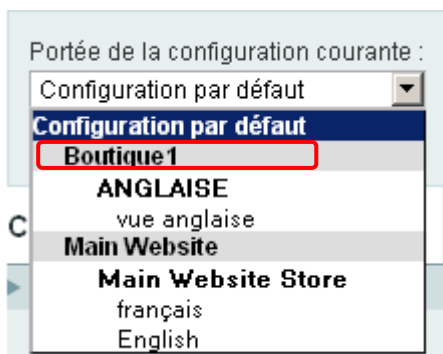 Portée de la configuration courante :
Configuration par défaut
Configuration par défaut
Boutique1
ANGLAISE
vue anglaise
C
Main Website
Main Website Store
français
English